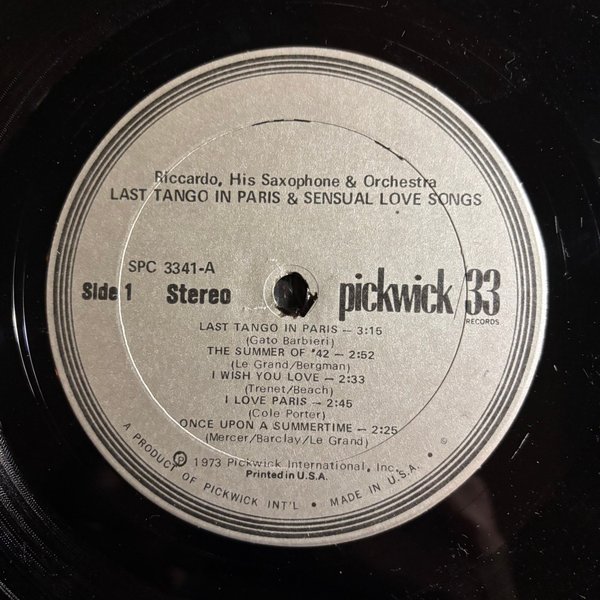 Riccardo, His Saxophone & Orchestra
LAST TANGO IN PARIS & SENSUAL LOVE SONGS
SPC 3341-A
Side 1 Stereo pickwick 33
RECORDS
LAST TANGO IN PARIS — 3:15
(Gato Barbieri)
THE SUMMER OF '42 — 2:52
(Le Grand/Bergman)
I WISH YOU LOVE — 2:33
(Trenet/Beach)
I LOVE PARIS — 2:45
(Cole Porter)
ONCE UPON A SUMMERTIME — 2:25
(Mercer/Barclay/Le Grand)
Ⓟ 1973 Pickwick International, Inc.
Printed in U.S.A.
A PRODUCT OF PICKWICK INT'L • MADE IN U.S.A. •